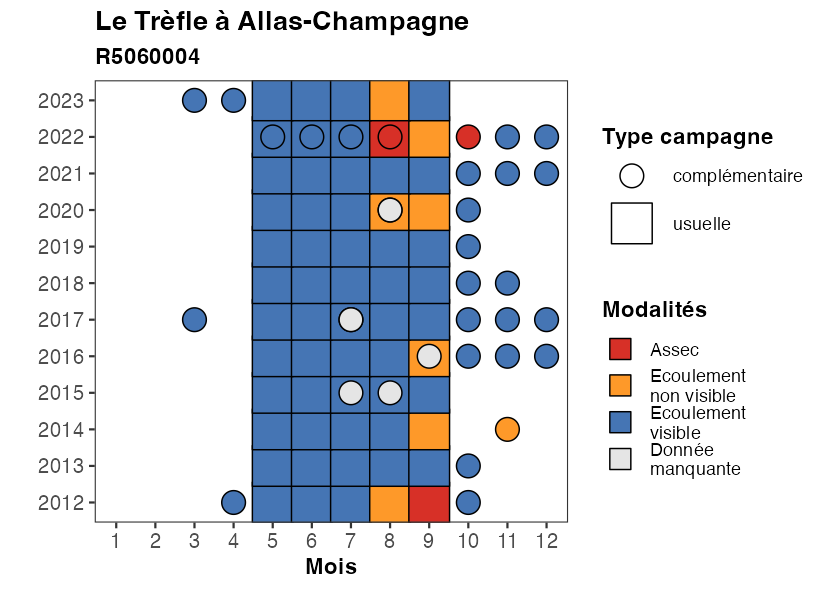 Le Trèfle à Allas-Champagne
R5060004
2023
2022
2021
2020
2019
2018
2017
2016
2015
2014
2013
2012
1 2 3 4 5 6 7 8 9 10 11 12
Mois
Type campagne
complémentaire
usuelle
Modalités
Assec
Ecoulement
non visible
Ecoulement
visible
Donnée
manquante